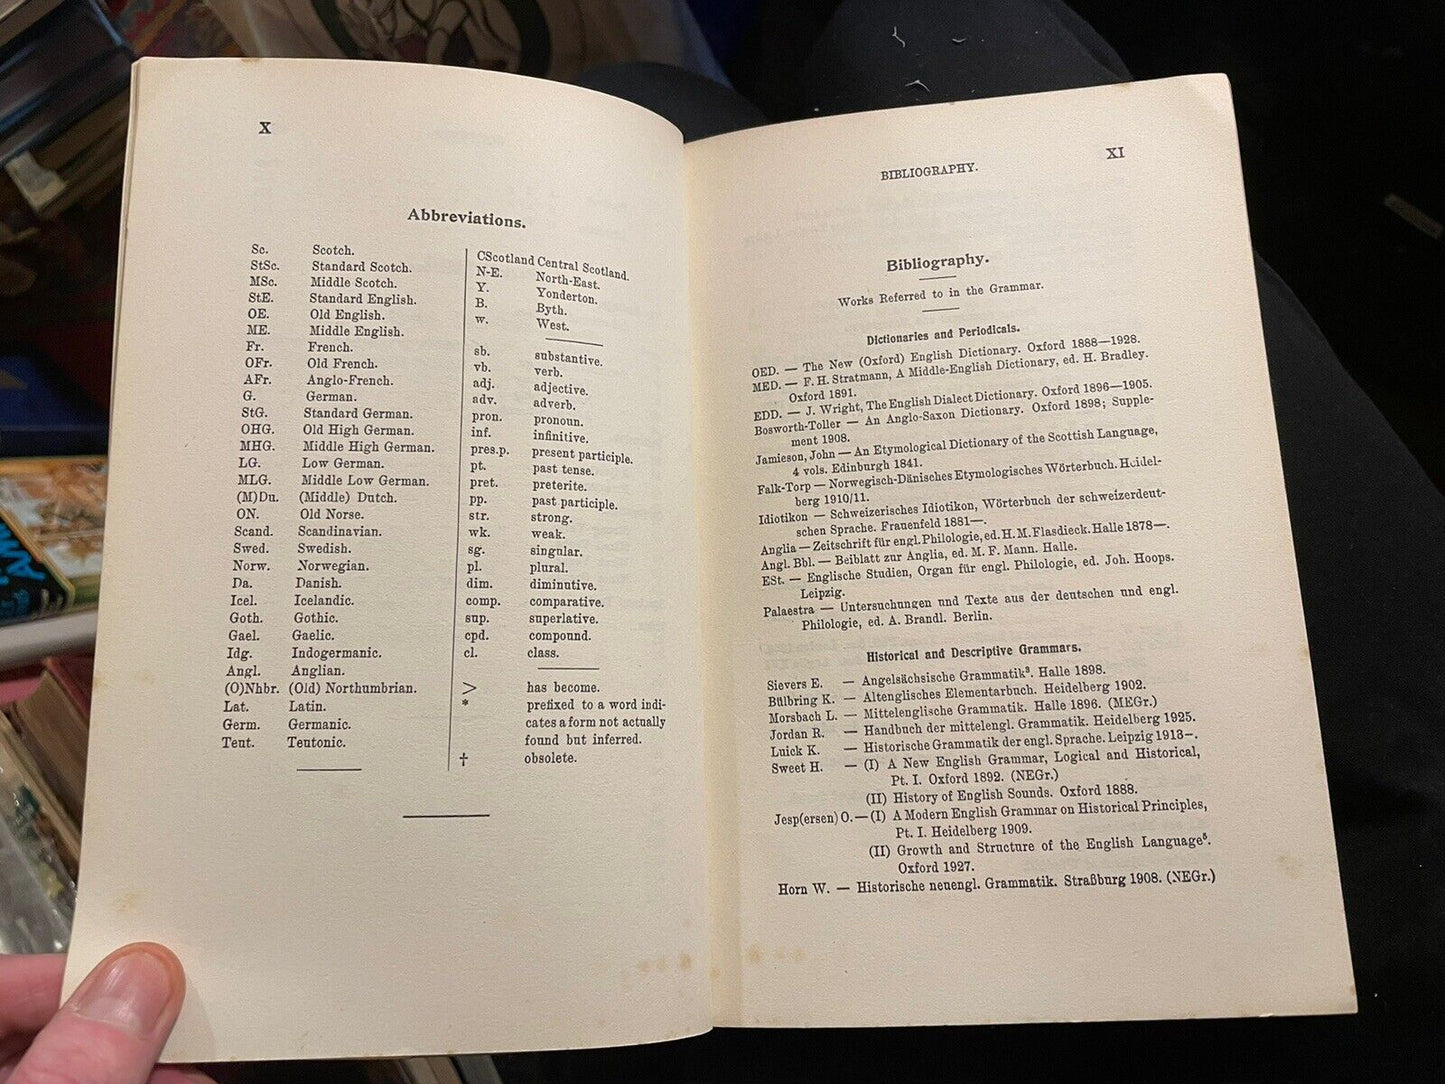 X
Abbreviations.
Sc. Scotch.
StSc. Standard Scotch.
MSc. Middle Scotch.
StE. Standard English.
OE. Old English.
ME. Middle English.
Fr. French.
OFr. Old French.
AFr. Anglo-French.
G. German.
StG. Standard German.
OHG. Old High German.
MHG. Middle High German.
LG. Low German.
MLG. Middle Low German.
(M)Du. (Middle) Dutch.
ON. Old Norse.
Scand. Scandinavian.
Swed. Swedish.
Norw. Norwegian.
Da. Danish.
Icel. Icelandic.
Goth. Gothic.
Gael. Gaelic.
Idg. Indogermanic.
Angl. Anglian.
(O)Nhbr. (Old) Northumbrian.
Lat. Latin.
Germ. Germanic.
Teut. Teutonic.
CScotland Central Scotland.
N-E. North-East.
Y. Yonderton.
B. Byth.
w. West.
sb. substantive.
vb. verb.
adj. adjective.
adv. adverb.
pron. pronoun.
inf. infinitive.
pres.p. present participle.
pt. past tense.
pret. preterite.
pp. past participle.
str. strong.
wk. weak.
sg. singular.
pl. plural.
dim. diminutive.
comp. comparative.
sup. superlative.
cpd. compound.
cl. class.
> has become.
* prefixed to a word indi-
cates a form not actually
found but inferred.
† obsolete.
BIBLIOGRAPHY. XI
Bibliography.
Works Referred to in the Grammar.
Dictionaries and Periodicals.
OED. — The New (Oxford) English Dictionary. Oxford 1888—1928.
MED. — F. H. Stratmann, A Middle-English Dictionary, ed. H. Bradley.
Oxford 1891.
EDD. — J. Wright, The English Dialect Dictionary. Oxford 1896—1905.
Bosworth-Toller — An Anglo-Saxon Dictionary. Oxford 1898; Supple-
ment 1908.
Jamieson, John — An Etymological Dictionary of the Scottish Language,
4 vols. Edinburgh 1841.
Falk-Torp — Norwegisch-Dänisches Etymologisches Wörterbuch. Heidel-
berg 1910/11.
Idiotikon — Schweizerisches Idiotikon, Wörterbuch der schweizerdeut-
schen Sprache. Frauenfeld 1881—.
Anglia — Zeitschrift für engl. Philologie, ed. H. M. Flasdieck. Halle 1878—.
Angl. Bbl. — Beiblatt zur Anglia, ed. M. F. Mann. Halle.
ESt. — Englische Studien, Organ für engl. Philologie, ed. Joh. Hoops.
Leipzig.
Palaestra — Untersuchungen und Texte aus der deutschen und engl.
Philologie, ed. A. Brandl. Berlin.
Historical and Descriptive Grammars.
Sievers E. — Angelsächsische Grammatik³. Halle 1898.
Bülbring K. — Altenglisches Elementarbuch. Heidelberg 1902.
Morsbach L. — Mittelenglische Grammatik. Halle 1896. (MEGr.)
Jordan R. — Handbuch der mittelengl. Grammatik. Heidelberg 1925.
Luick K. — Historische Grammatik der engl. Sprache. Leipzig 1913—.
Sweet H. — (I) A New English Grammar, Logical and Historical,
Pt. I. Oxford 1892. (NEGr.)
(II) History of English Sounds. Oxford 1888.
Jesp(ersen) O. — (I) A Modern English Grammar on Historical Principles,
Pt. I. Heidelberg 1909.
(II) Growth and Structure of the English Language⁵.
Oxford 1927.
Horn W. — Historische neuengl. Grammatik. Straßburg 1908. (NEGr.)